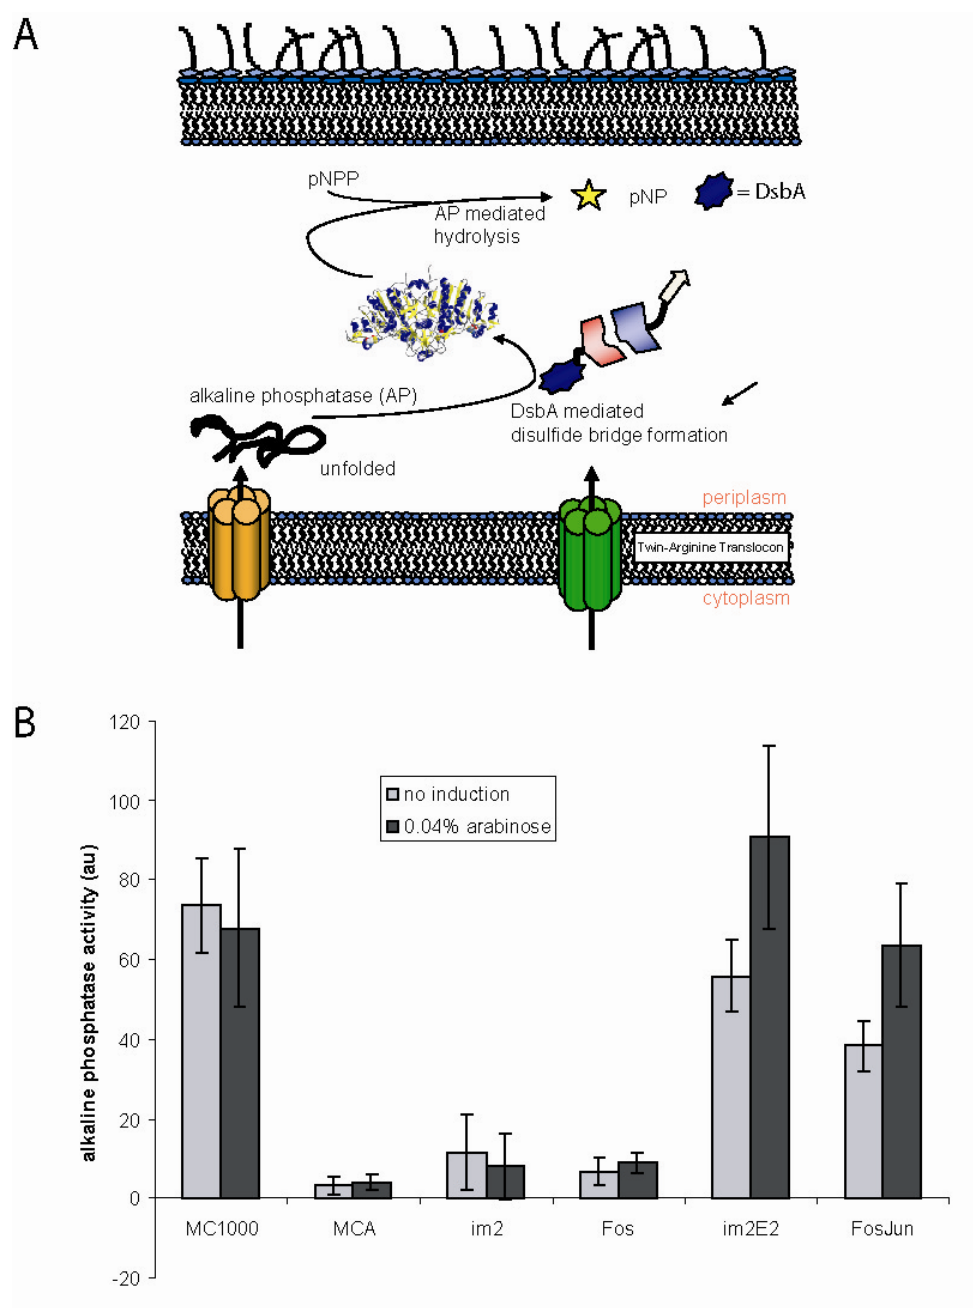 A
pNPP
pNP
= DsbA
AP mediated
hydrolysis
alkaline phosphatase (AP)
DsbA mediated
disulfide bridge formation
unfolded
periplasm
Twin-Arginine Translocon
cytoplasm
B
120
100
80
60
40
20
0
-20
alkaline phosphatase activity (au)
no induction
0.04% arabinose
MC1000
MCA
im2
Fos
im2E2
FosJun